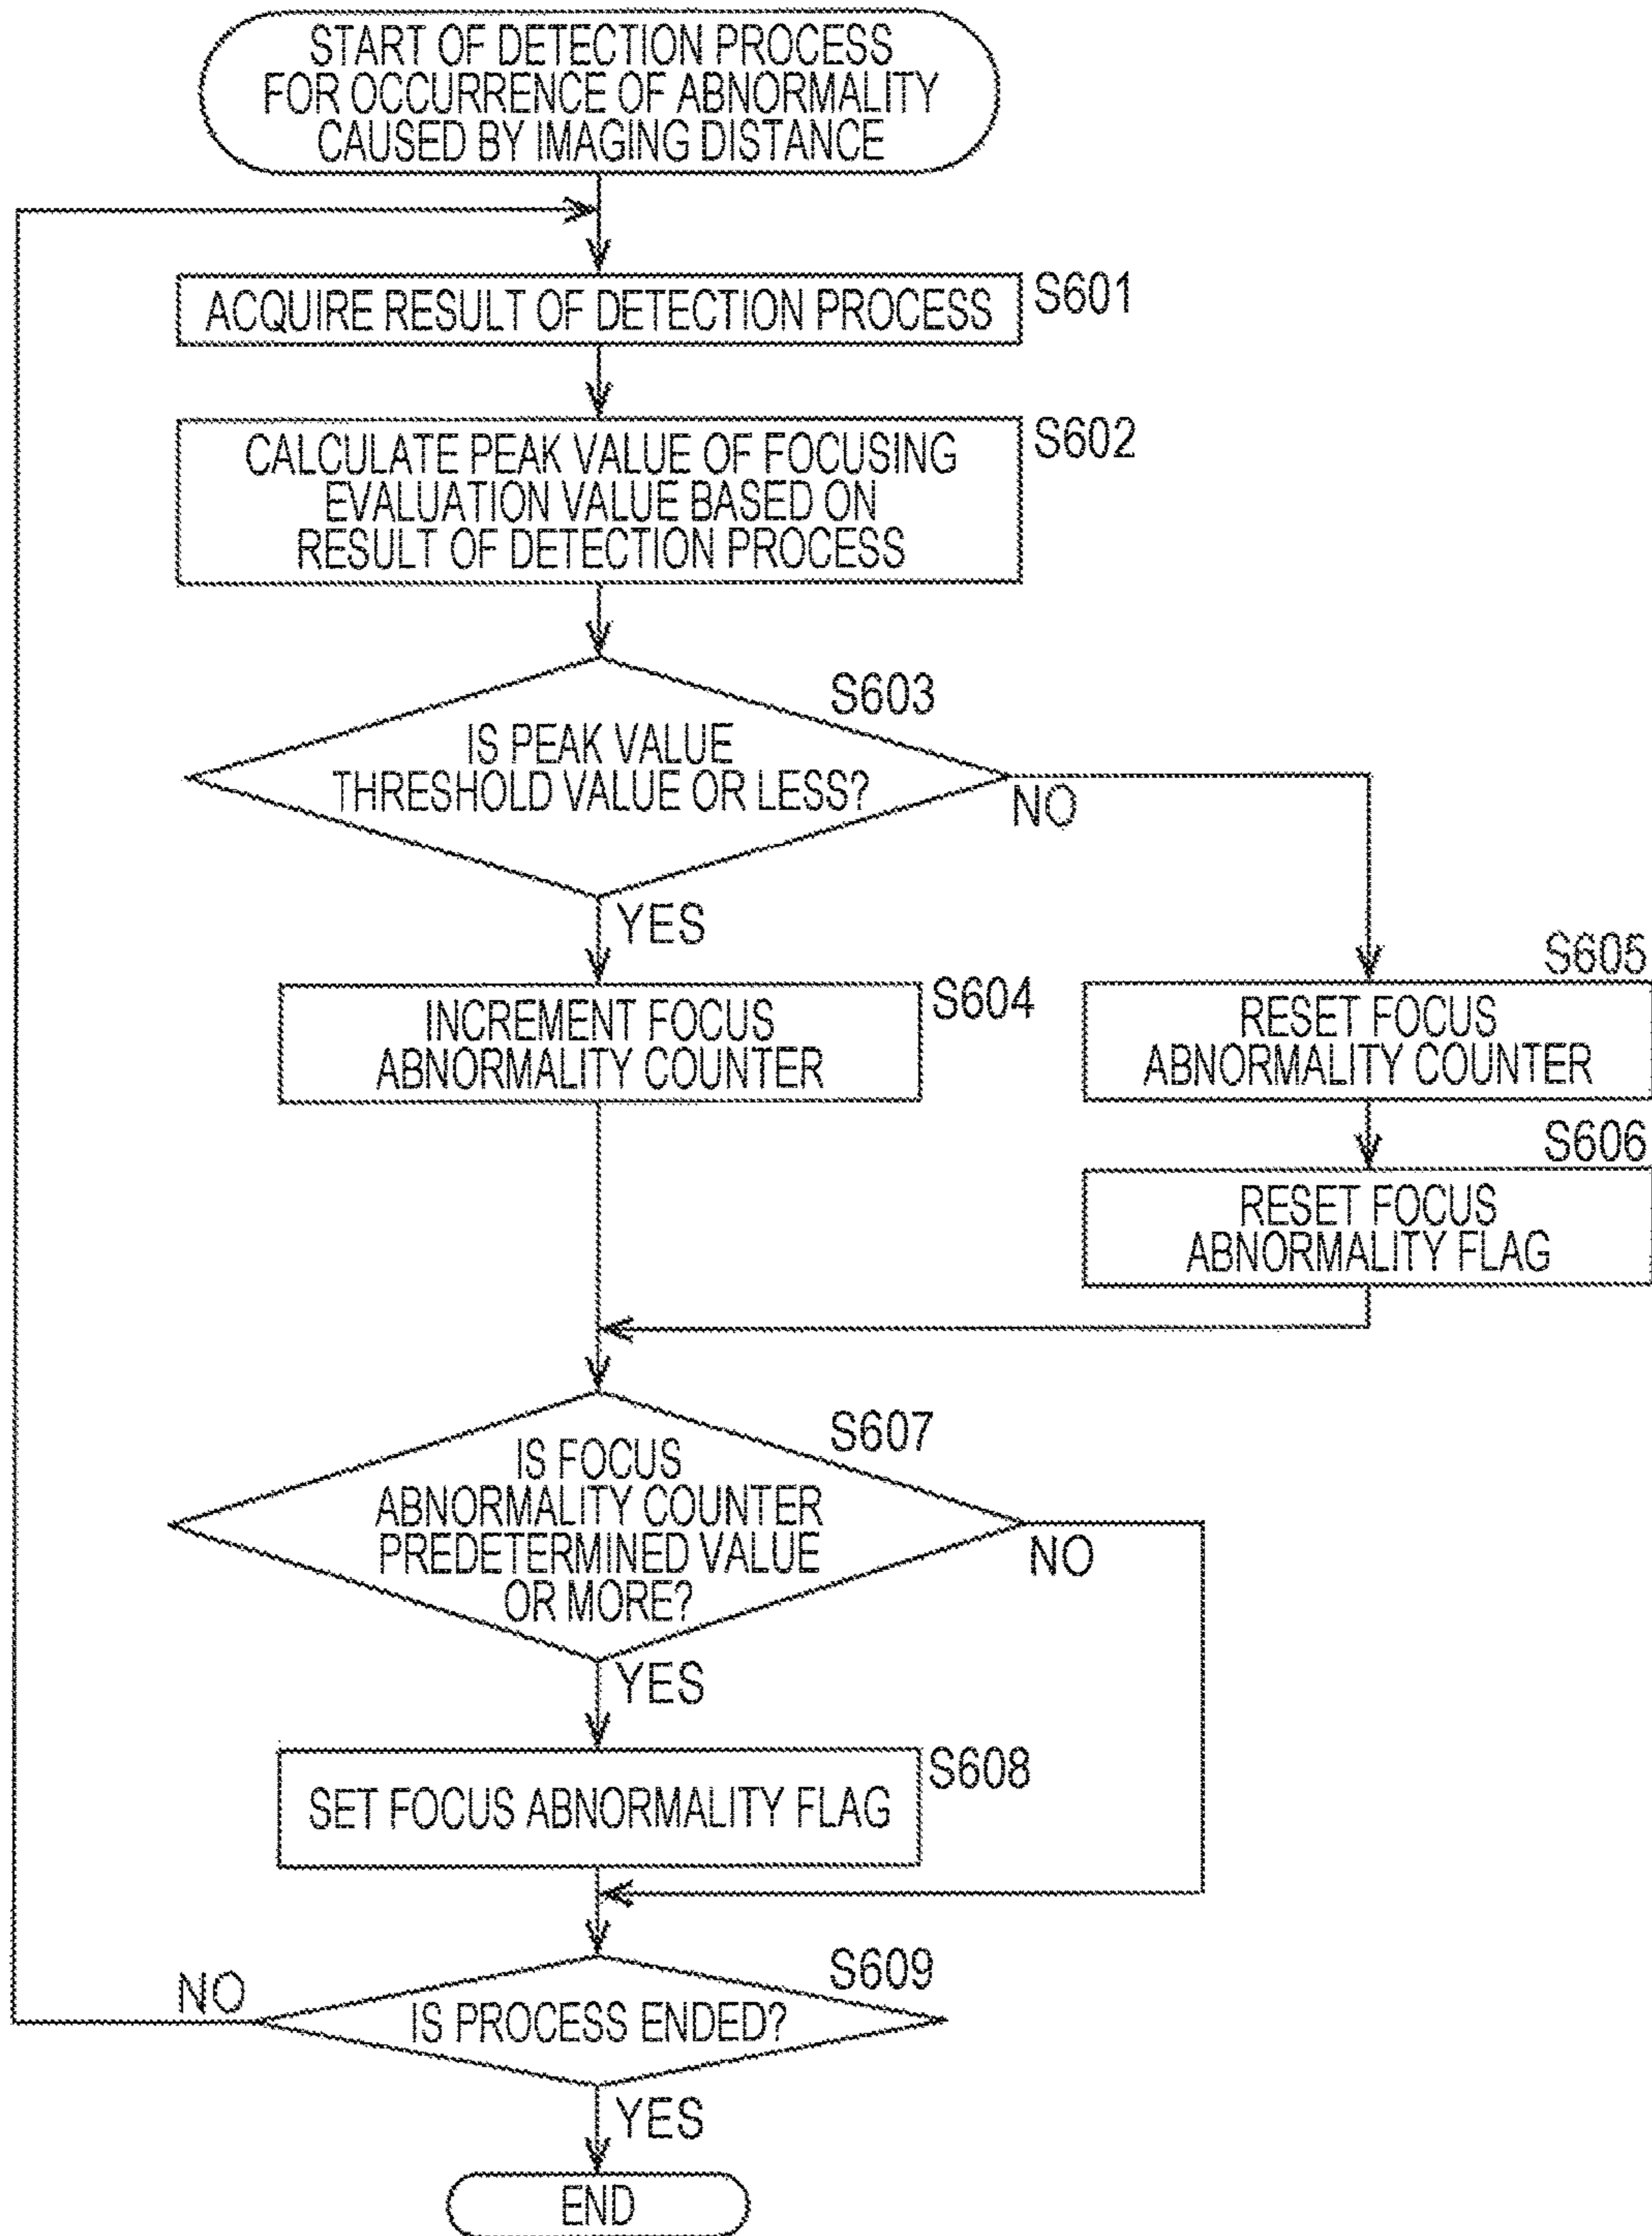 START OF DETECTION PROCESS
FOR OCCURRENCE OF ABNORMALITY
CAUSED BY IMAGING DISTANCE
ACQUIRE RESULT OF DETECTION PROCESS
S601
CALCULATE PEAK VALUE OF FOCUSING
EVALUATION VALUE BASED ON
RESULT OF DETECTION PROCESS
S602
S603
IS PEAK VALUE
THRESHOLD VALUE OR LESS?
NO
YES
S604
INCREMENT FOCUS
ABNORMALITY COUNTER
S605
RESET FOCUS
ABNORMALITY COUNTER
S606
RESET FOCUS
ABNORMALITY FLAG
S607
IS FOCUS
ABNORMALITY COUNTER
PREDETERMINED VALUE
OR MORE?
NO
YES
S608
SET FOCUS ABNORMALITY FLAG
S609
NO
IS PROCESS ENDED?
YES
END